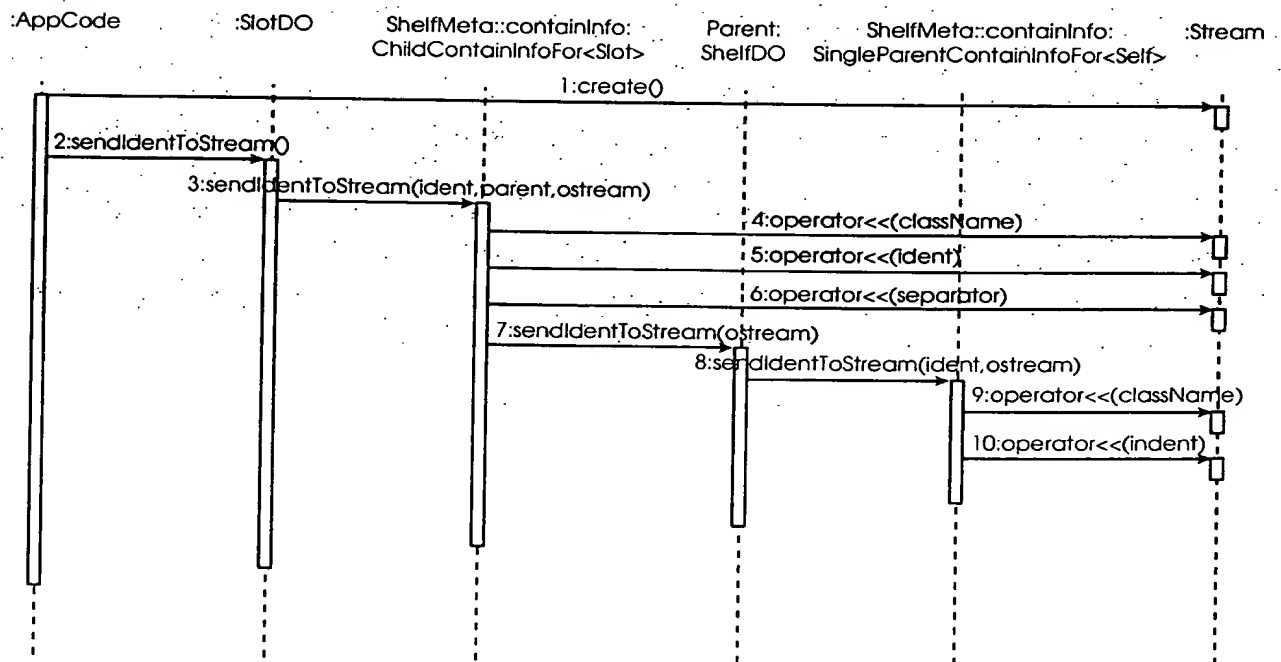 :AppCode
:SlotDO
ShelfMeta::containInfo:
ChildContainInfoFor<Slot>
Parent:
ShelfDO
ShelfMeta::containInfo:
SingleParentContainInfoFor<Self>
:Stream
1:create()
2:sendIdentToStream()
3:sendIdentToStream(ident,parent,ostream)
4:operator<<(className)
5:operator<<(ident)
6:operator<<(separator)
7:sendIdentToStream(ostream)
8:sendIdentToStream(ident,ostream)
9:operator<<(className)
10:operator<<(indent)